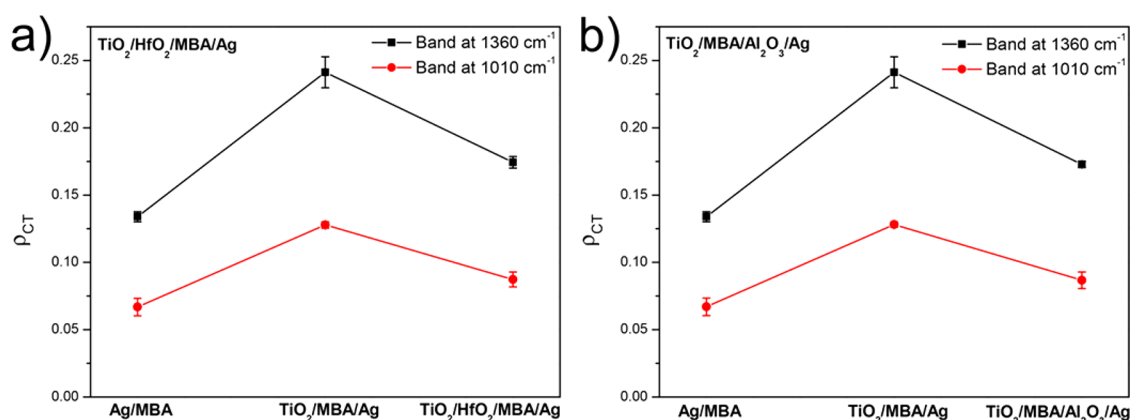 a)
TiO2/HfO2/MBA/Ag
Band at 1360 cm-1
Band at 1010 cm-1
0.25
0.20
0.15
0.10
0.05
0.00
ρCT
Ag/MBA TiO2/MBA/Ag TiO2/HfO2/MBA/Ag
b)
TiO2/MBA/Al2O3/Ag
Band at 1360 cm-1
Band at 1010 cm-1
0.25
0.20
0.15
0.10
0.05
0.00
ρCT
Ag/MBA TiO2/MBA/Ag TiO2/MBA/Al2O3/Ag